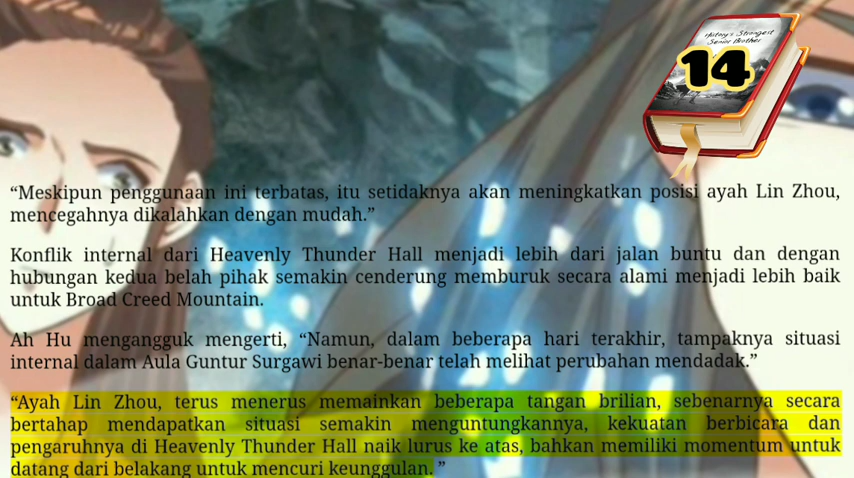 History's Strongest
Senior Brother
14
“Meskipun penggunaan ini terbatas, itu setidaknya akan meningkatkan posisi ayah Lin Zhou,
mencegahnya dikalahkan dengan mudah.”
Konflik internal dari Heavenly Thunder Hall menjadi lebih dari jalan buntu dan dengan
hubungan kedua belah pihak semakin cenderung memburuk secara alami menjadi lebih baik
untuk Broad Creed Mountain.
Ah Hu mengangguk mengerti, “Namun, dalam beberapa hari terakhir, tampaknya situasi
internal dalam Aula Guntur Surgawi benar-benar telah melihat perubahan mendadak.”
“Ayah Lin Zhou, terus menerus memainkan beberapa tangan brilian, sebenarnya secara
bertahap mendapatkan situasi semakin menguntungkannya, kekuatan berbicara dan
pengaruhnya di Heavenly Thunder Hall naik lurus ke atas, bahkan memiliki momentum untuk
datang dari belakang untuk mencuri keunggulan. ”